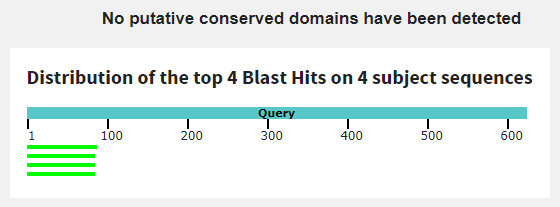 No putative conserved domains have been detected
Distribution of the top 4 Blast Hits on 4 subject sequences
Query
1 100 200 300 400 500 600